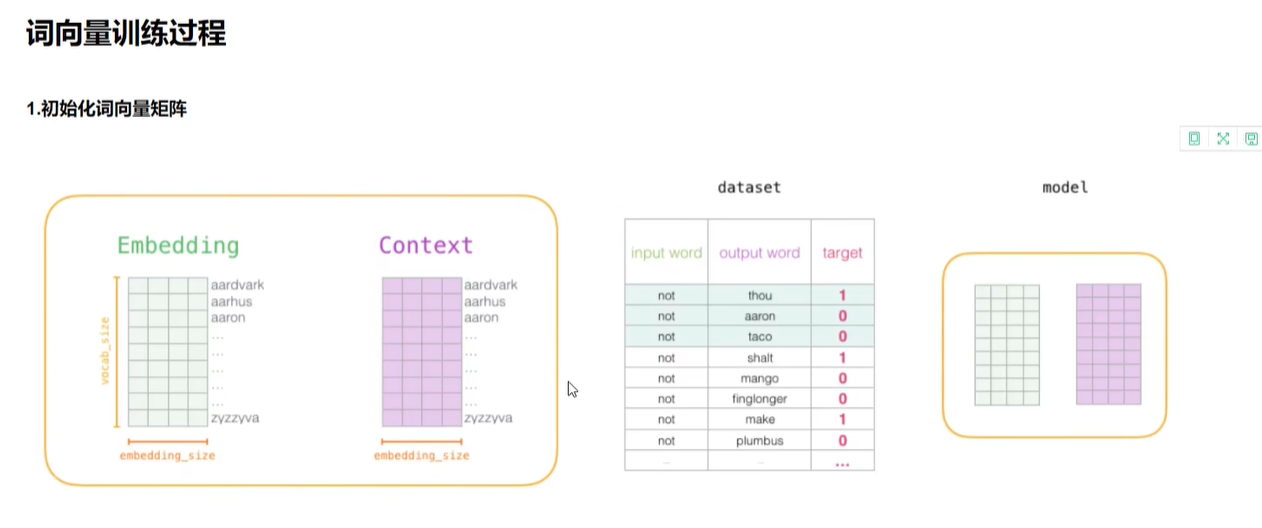 词向量训练过程
1.初始化词向量矩阵
Embedding
Context
aardvark
aarhus
aaron
...
...
...
...
...
zyzzyva
aardvark
aarhus
aaron
...
...
...
...
...
zyzzyva
vocab_size
embedding_size
embedding_size
dataset
input word output word target
not thou 1
not aaron 0
not taco 0
not shalt 1
not mango 0
not finglonger 0
not make 1
not plumbus 0
... ... ...
model